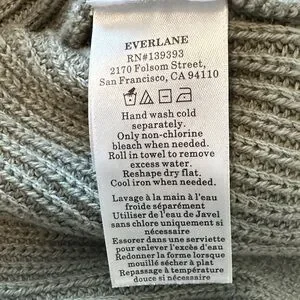 EVERLANE
RN#139393
2170 Folsom Street,
San Francisco, CA 94110
Hand wash cold
separately.
Only non-chlorine
bleach when needed.
Roll in towel to remove
excess water.
Reshape dry flat.
Cool iron when needed.
Lavage à la main à l'eau
froide séparément
Utiliser de l'eau de Javel
sans chlore uniquement si
nécessaire
Essorer dans une serviette
pour enlever l'excès d'eau
Redonner la forme lorsque
mouillé sécher à plat
Repassage à température
douce si nécessaire